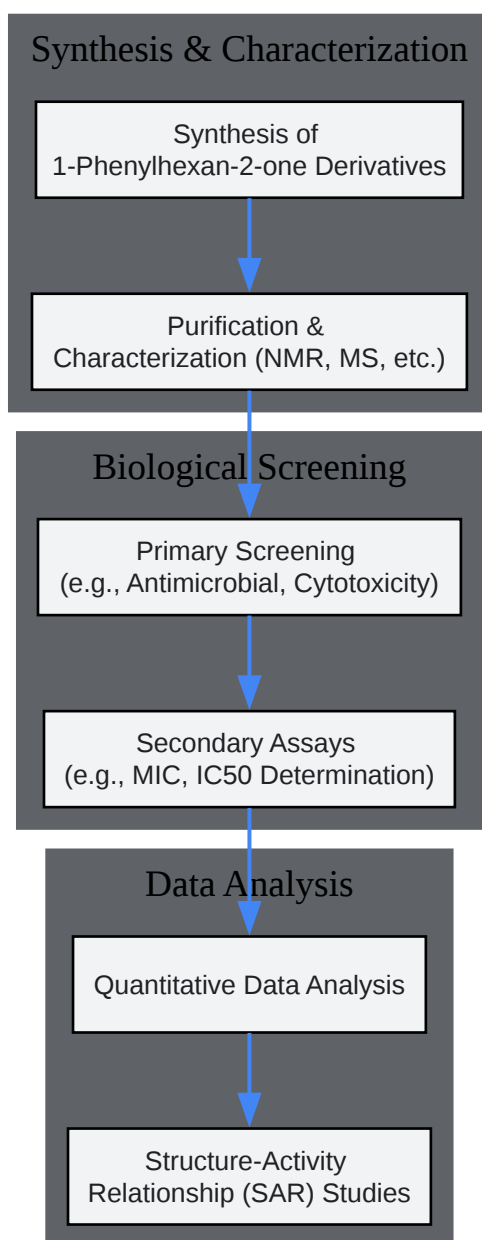 Synthesis & Characterization
Synthesis of
1-Phenylhexan-2-one Derivatives
Purification &
Characterization (NMR, MS, etc.)
Biological Screening
Primary Screening
(e.g., Antimicrobial, Cytotoxicity)
Secondary Assays
(e.g., MIC, IC50 Determination)
Data Analysis
Quantitative Data Analysis
Structure-Activity
Relationship (SAR) Studies